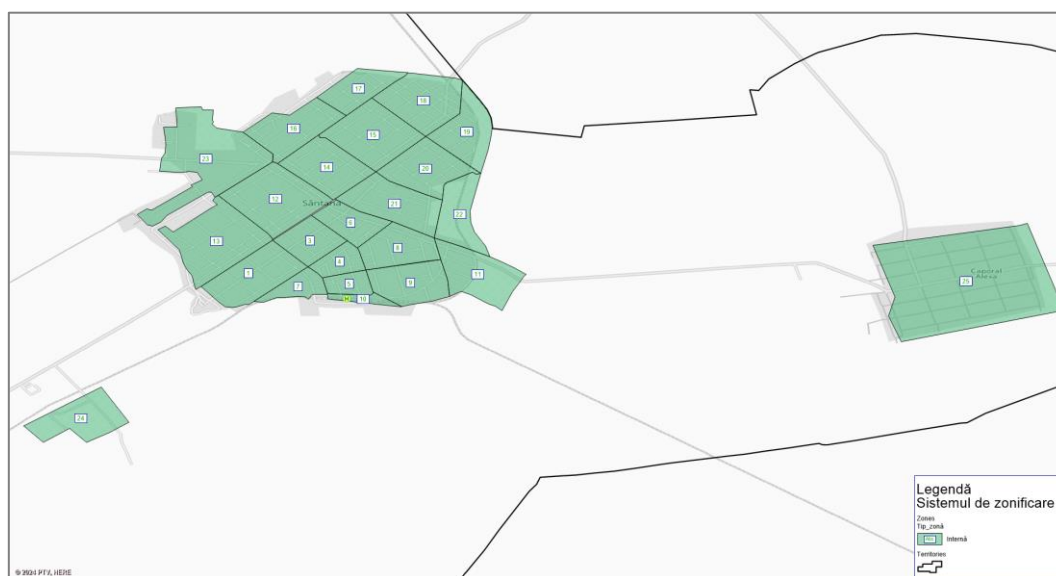 17
18
16
15
19
23
14
20
12
Sântana
21
22
6
13
3
8
4
1
11
7
5
9
10
H
Caporal
Alexa
25
24
Legendă
Sistemul de zonificare
Zones
Tip_zonă
Internă
Territories
© 2024 PTV, HERE